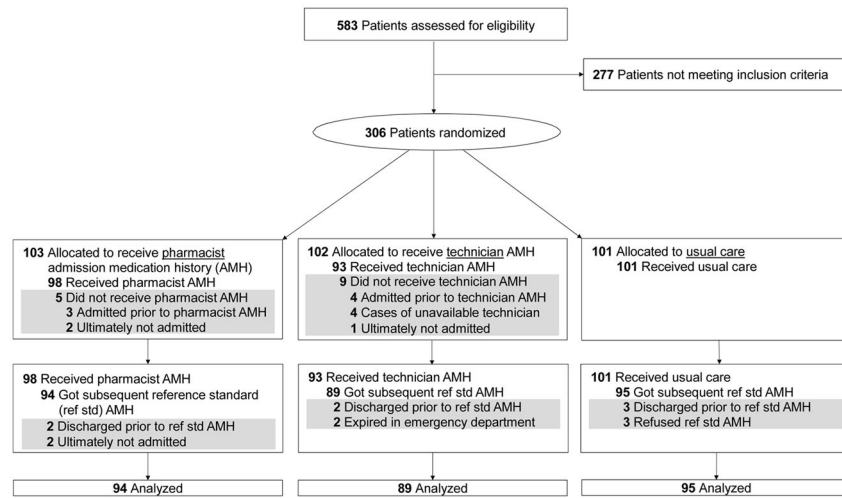 583 Patients assessed for eligibility
277 Patients not meeting inclusion criteria
306 Patients randomized
103 Allocated to receive pharmacist
admission medication history (AMH)
98 Received pharmacist AMH
5 Did not receive pharmacist AMH
3 Admitted prior to pharmacist AMH
2 Ultimately not admitted
102 Allocated to receive technician AMH
93 Received technician AMH
9 Did not receive technician AMH
4 Admitted prior to technician AMH
4 Cases of unavailable technician
1 Ultimately not admitted
101 Allocated to usual care
101 Received usual care
98 Received pharmacist AMH
94 Got subsequent reference standard
(ref std) AMH
2 Discharged prior to ref std AMH
2 Ultimately not admitted
93 Received technician AMH
89 Got subsequent ref std AMH
2 Discharged prior to ref std AMH
2 Expired in emergency department
101 Received usual care
95 Got subsequent ref std AMH
3 Discharged prior to ref std AMH
3 Refused ref std AMH
94 Analyzed
89 Analyzed
95 Analyzed